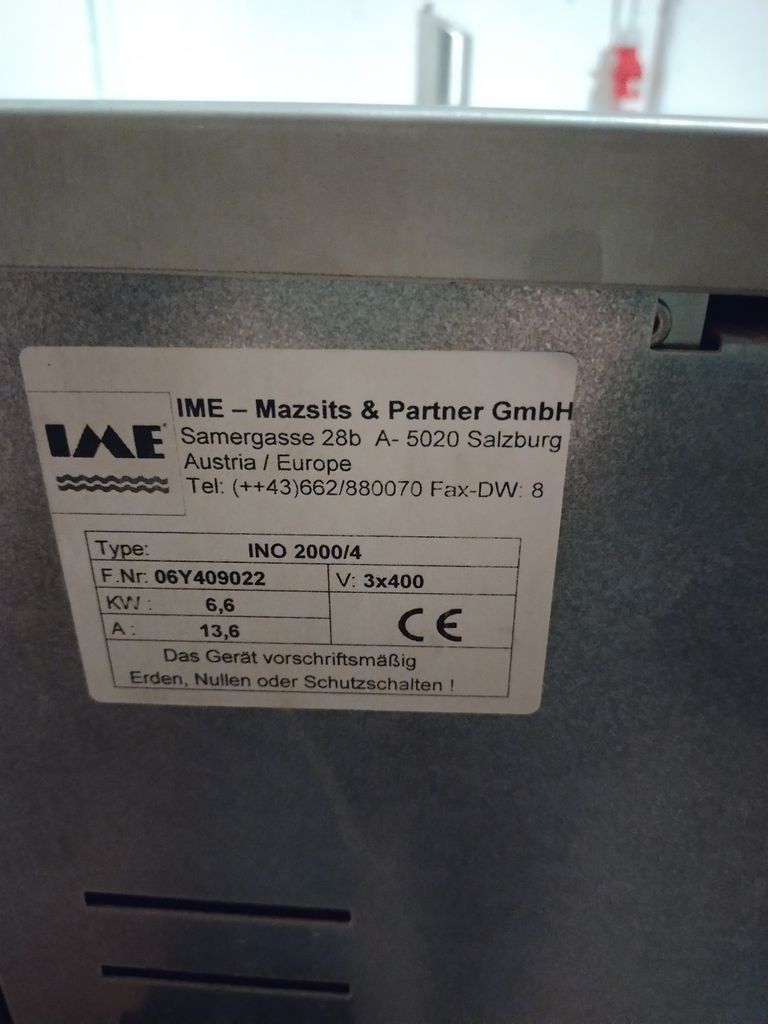 IME
IME – Mazsits & Partner GmbH
Samergasse 28b A- 5020 Salzburg
Austria / Europe
Tel: (++43)662/880070 Fax-DW: 8
Type: INO 2000/4
F.Nr: 06Y409022 V: 3x400
KW : 6,6
CE
A : 13,6
Das Gerät vorschriftsmäßig
Erden, Nullen oder Schutzschalten !